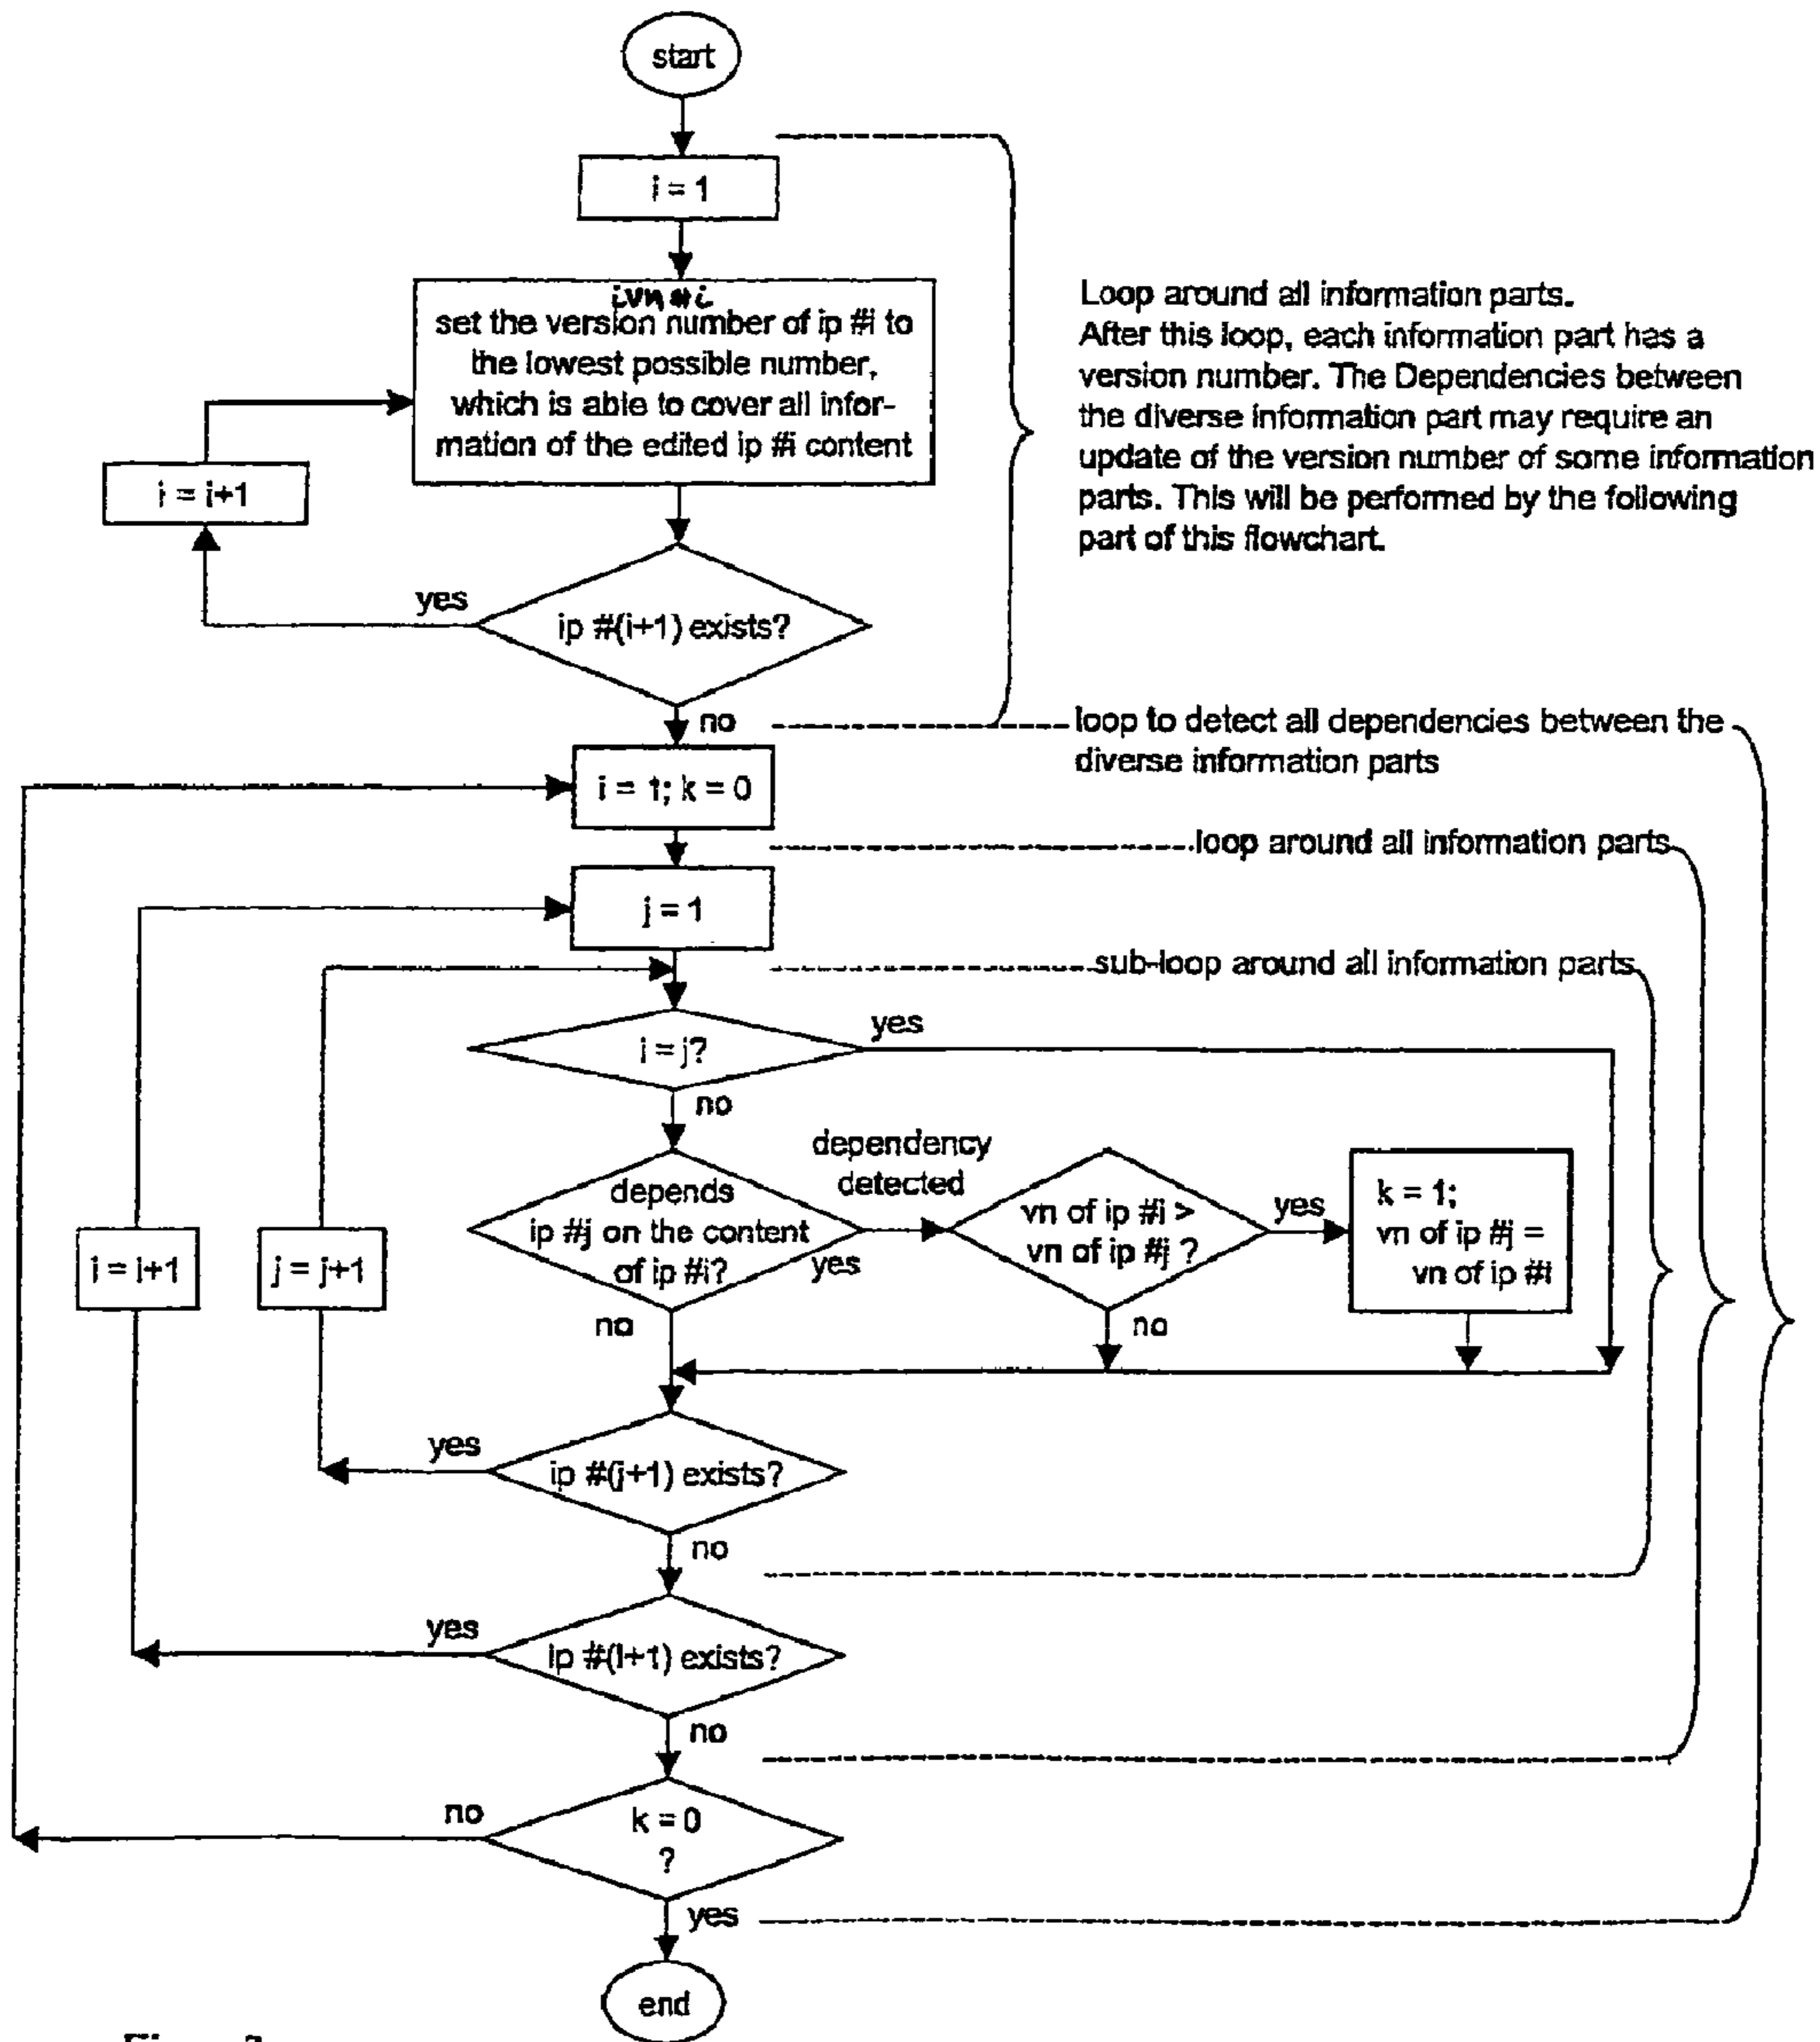 start
i = 1
ivn#i
set the version number of ip #i to
the lowest possible number,
which is able to cover all infor-
mation of the edited ip #i content
i = i+1
yes
ip #(i+1) exists?
no
Loop around all information parts.
After this loop, each information part has a
version number. The Dependencies between
the diverse information part may require an
update of the version number of some information
parts. This will be performed by the following
part of this flowchart.
loop to detect all dependencies between the
diverse information parts
i = 1; k = 0
loop around all information parts
j = 1
sub-loop around all information parts
i = j?
yes
no
depends
ip #j on the content
of ip #i?
dependency
detected
yes
no
vn of ip #i >
vn of ip #j ?
yes
no
k = 1;
vn of ip #j =
vn of ip #i
i = i+1
j = j+1
yes
ip #(j+1) exists?
no
yes
ip #(i+1) exists?
no
no
k = 0
?
yes
end